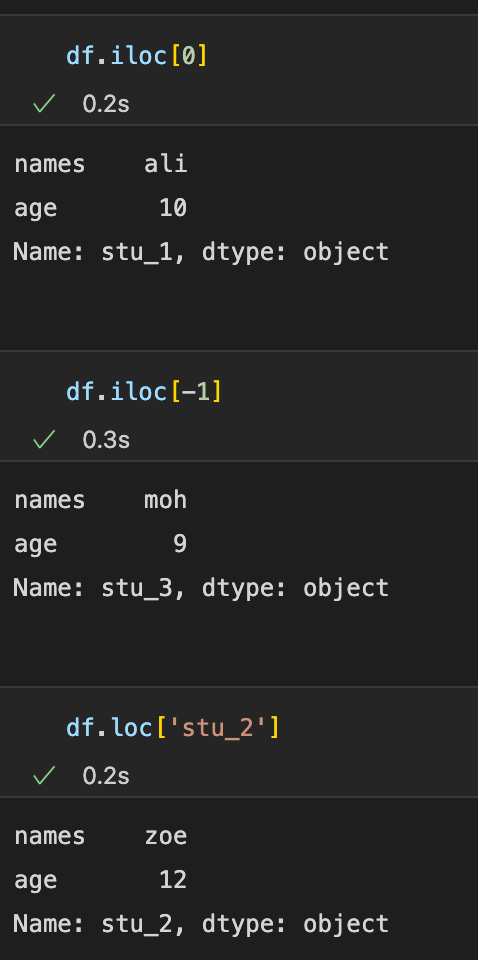 df.iloc[0]
0.2s
names    ali
age       10
Name: stu_1, dtype: object
df.iloc[-1]
0.3s
names    moh
age        9
Name: stu_3, dtype: object
df.loc['stu_2']
0.2s
names    zoe
age       12
Name: stu_2, dtype: object